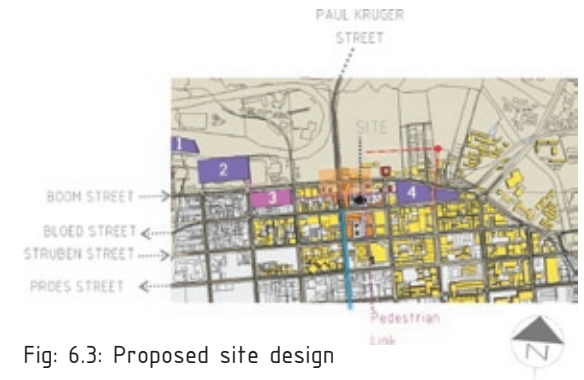 PAUL KRUGER
STREET
SITE
1
2
3
4
BOOM STREET
BLOED STREET
STRUBEN STREET
PROES STREET
Pedestrian
Link
Fig: 6.3: Proposed site design
N